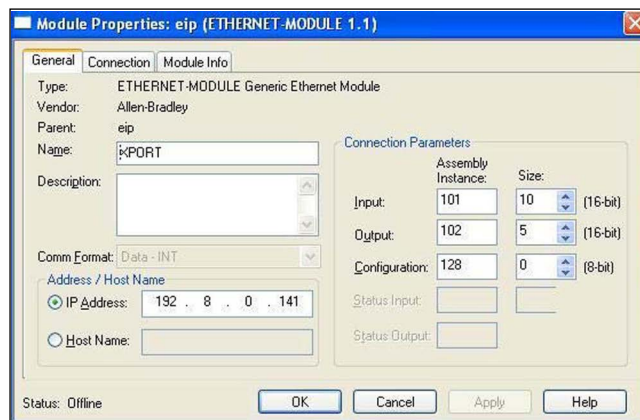 Module Properties: eip (ETHERNET-MODULE 1.1)
General Connection Module Info
Type: ETHERNET-MODULE Generic Ethernet Module
Vendor: Allen-Bradley
Parent: eip
Name: XPORT
Description:
Comm Format: Data - INT
Address / Host Name
IP Address: 192 . 8 . 0 . 141
Host Name:
Connection Parameters
Assembly Instance: Size:
Input: 101 10 (16-bit)
Output: 102 5 (16-bit)
Configuration: 128 0 (8-bit)
Status Input:
Status Output:
Status: Offline
OK Cancel Apply Help